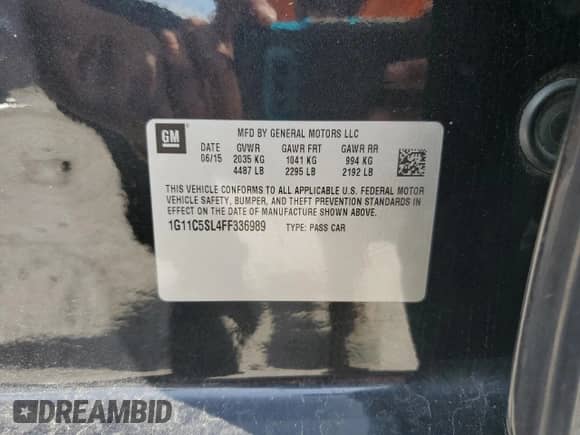 GM
MFD BY GENERAL MOTORS LLC
DATE GVWR GAWR FRT GAWR RR
06/15 2035 KG 1041 KG 994 KG
4487 LB 2295 LB 2192 LB
THIS VEHICLE CONFORMS TO ALL APPLICABLE U.S. FEDERAL MOTOR
VEHICLE SAFETY, BUMPER, AND THEFT PREVENTION STANDARDS IN
EFFECT ON THE DATE OF MANUFACTURE SHOWN ABOVE.
1G11C5SL4FF336989 TYPE: PASS CAR
DREAMBID